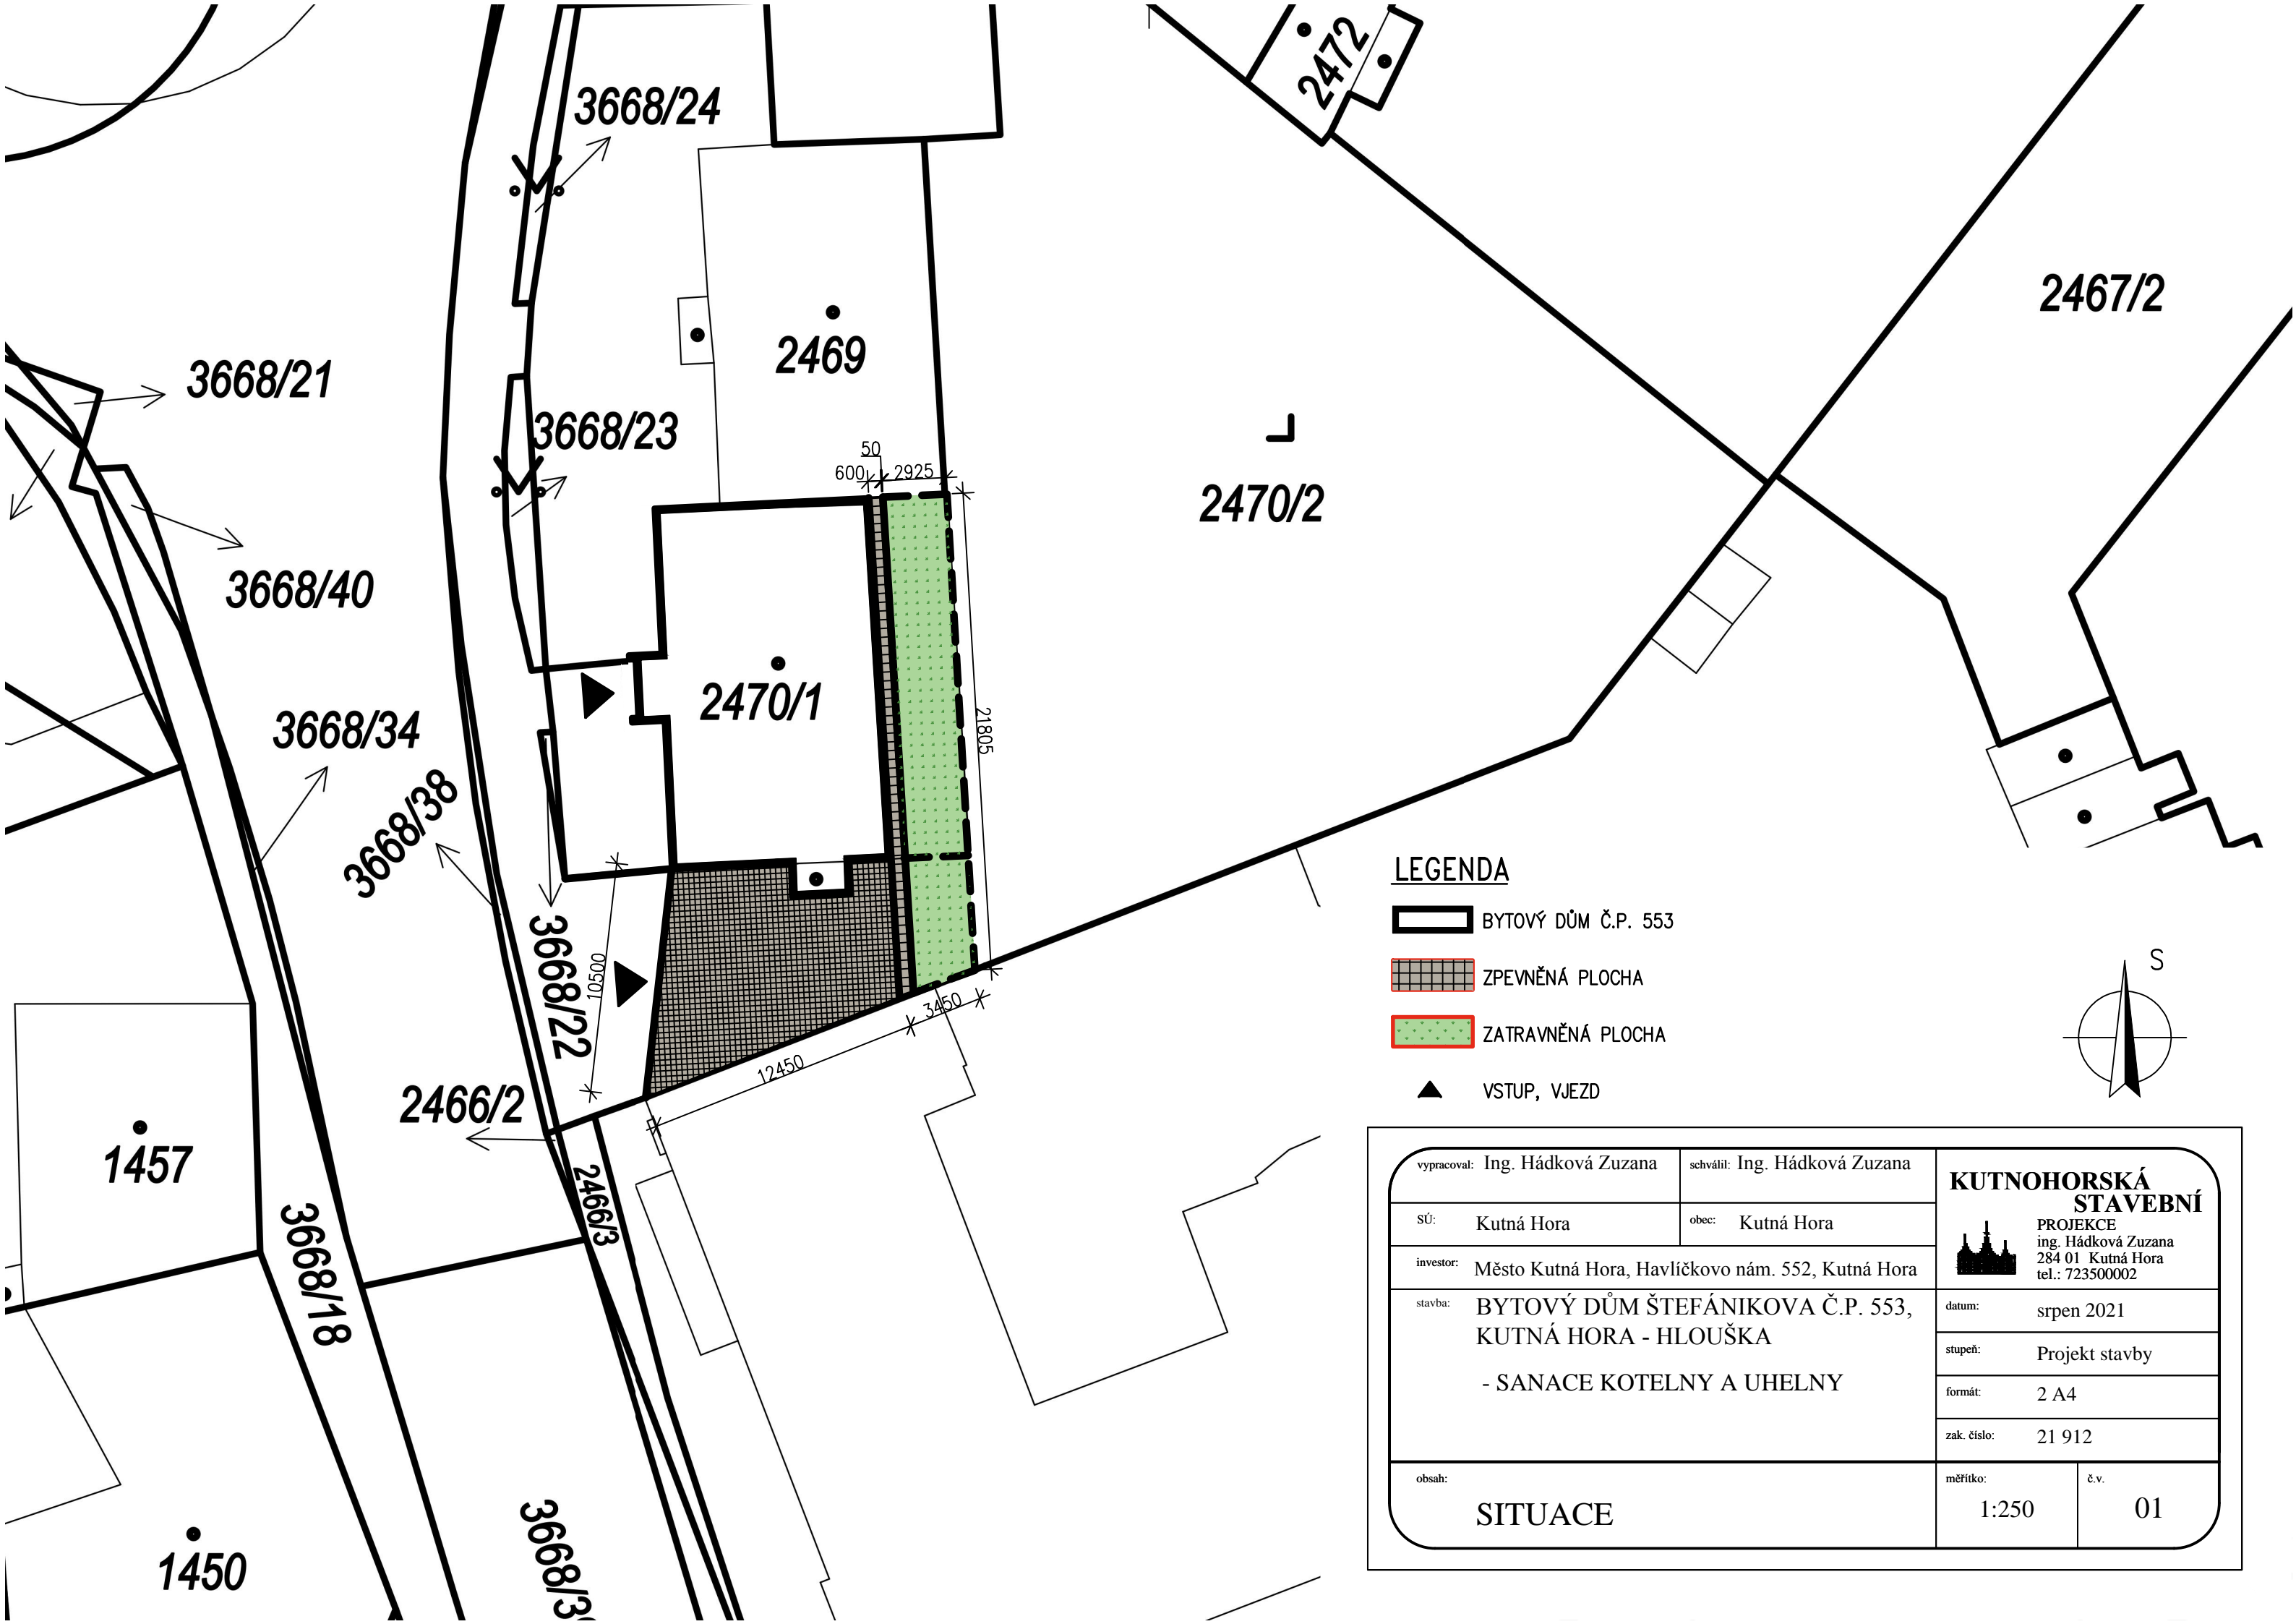 2472
3668/24
2467/2
2469
3668/21
3668/23
50
600
2925
2470/2
3668/40
2470/1
3668/34
21805
3668/38
3668/22
10500
3450
12450
2466/2
2466/3
1457
3668/18
1450
LEGENDA
BYTOVÝ DŮM Č.P. 553
ZPEVNĚNÁ PLOCHA
ZATRAVNĚNÁ PLOCHA
VSTUP, VJEZD
S
vypracoval: Ing. Hádková Zuzana
schválil: Ing. Hádková Zuzana
SÚ: Kutná Hora
obec: Kutná Hora
investor: Město Kutná Hora, Havlíčkovo nám. 552, Kutná Hora
stavba: BYTOVÝ DŮM ŠTEFÁNIKOVA Č.P. 553,
KUTNÁ HORA - HLOUŠKA
- SANACE KOTELNY A UHELNY
KUTNOHORSKÁ
STAVEBNÍ
PROJEKCE
ing. Hádková Zuzana
284 01 Kutná Hora
tel.: 723500002
datum: srpen 2021
stupeň: Projekt stavby
formát: 2 A4
zak. číslo: 21 912
obsah:
SITUACE
měřítko:
1:250
č.v.
01